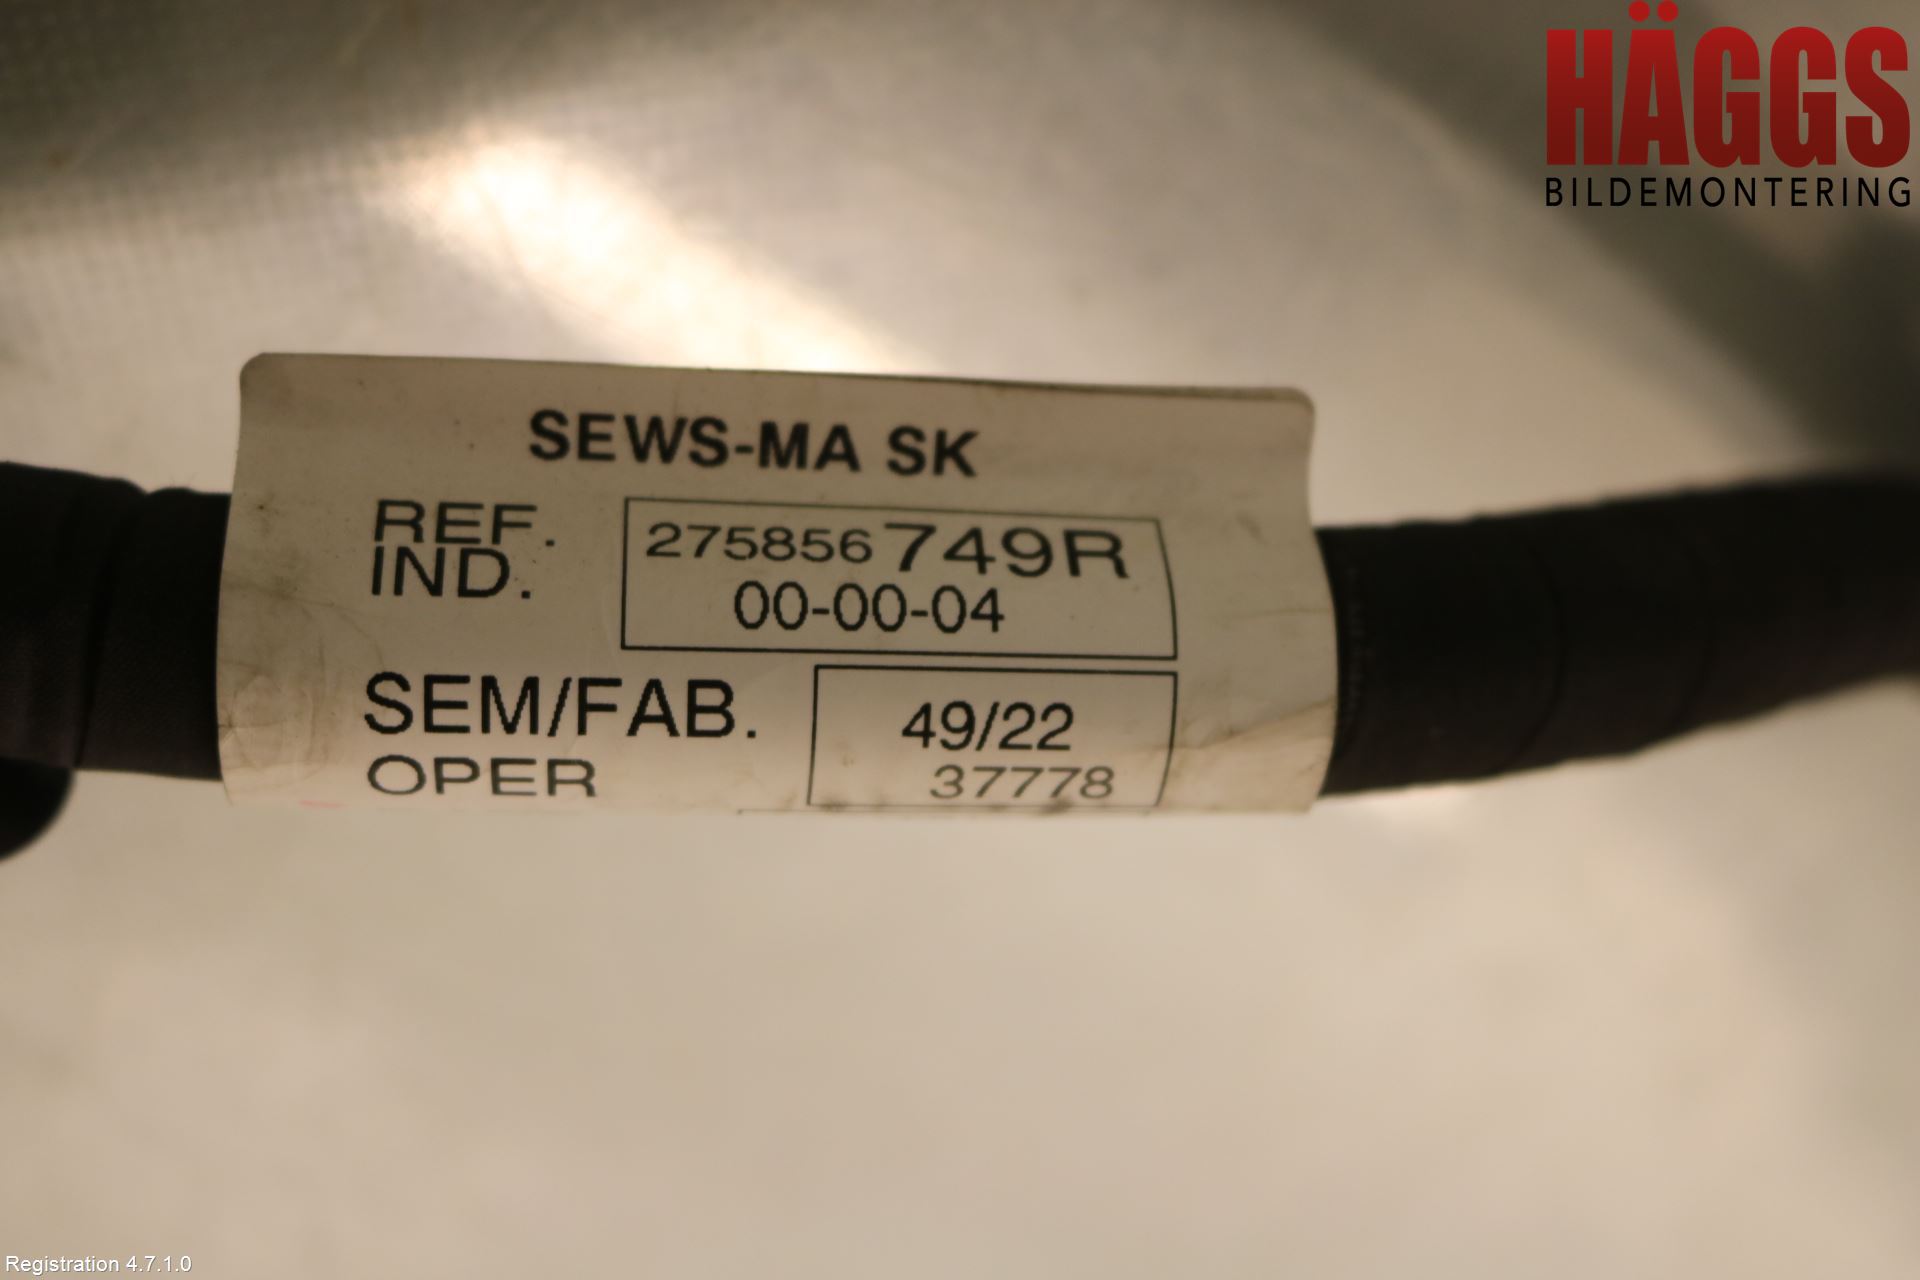 HÄGGS
BILDEMONTERING
SEWS-MA SK
REF. 275856749R
IND. 00-00-04
SEM/FAB. 49/22
OPER 37778
Registration 4.7.1.0